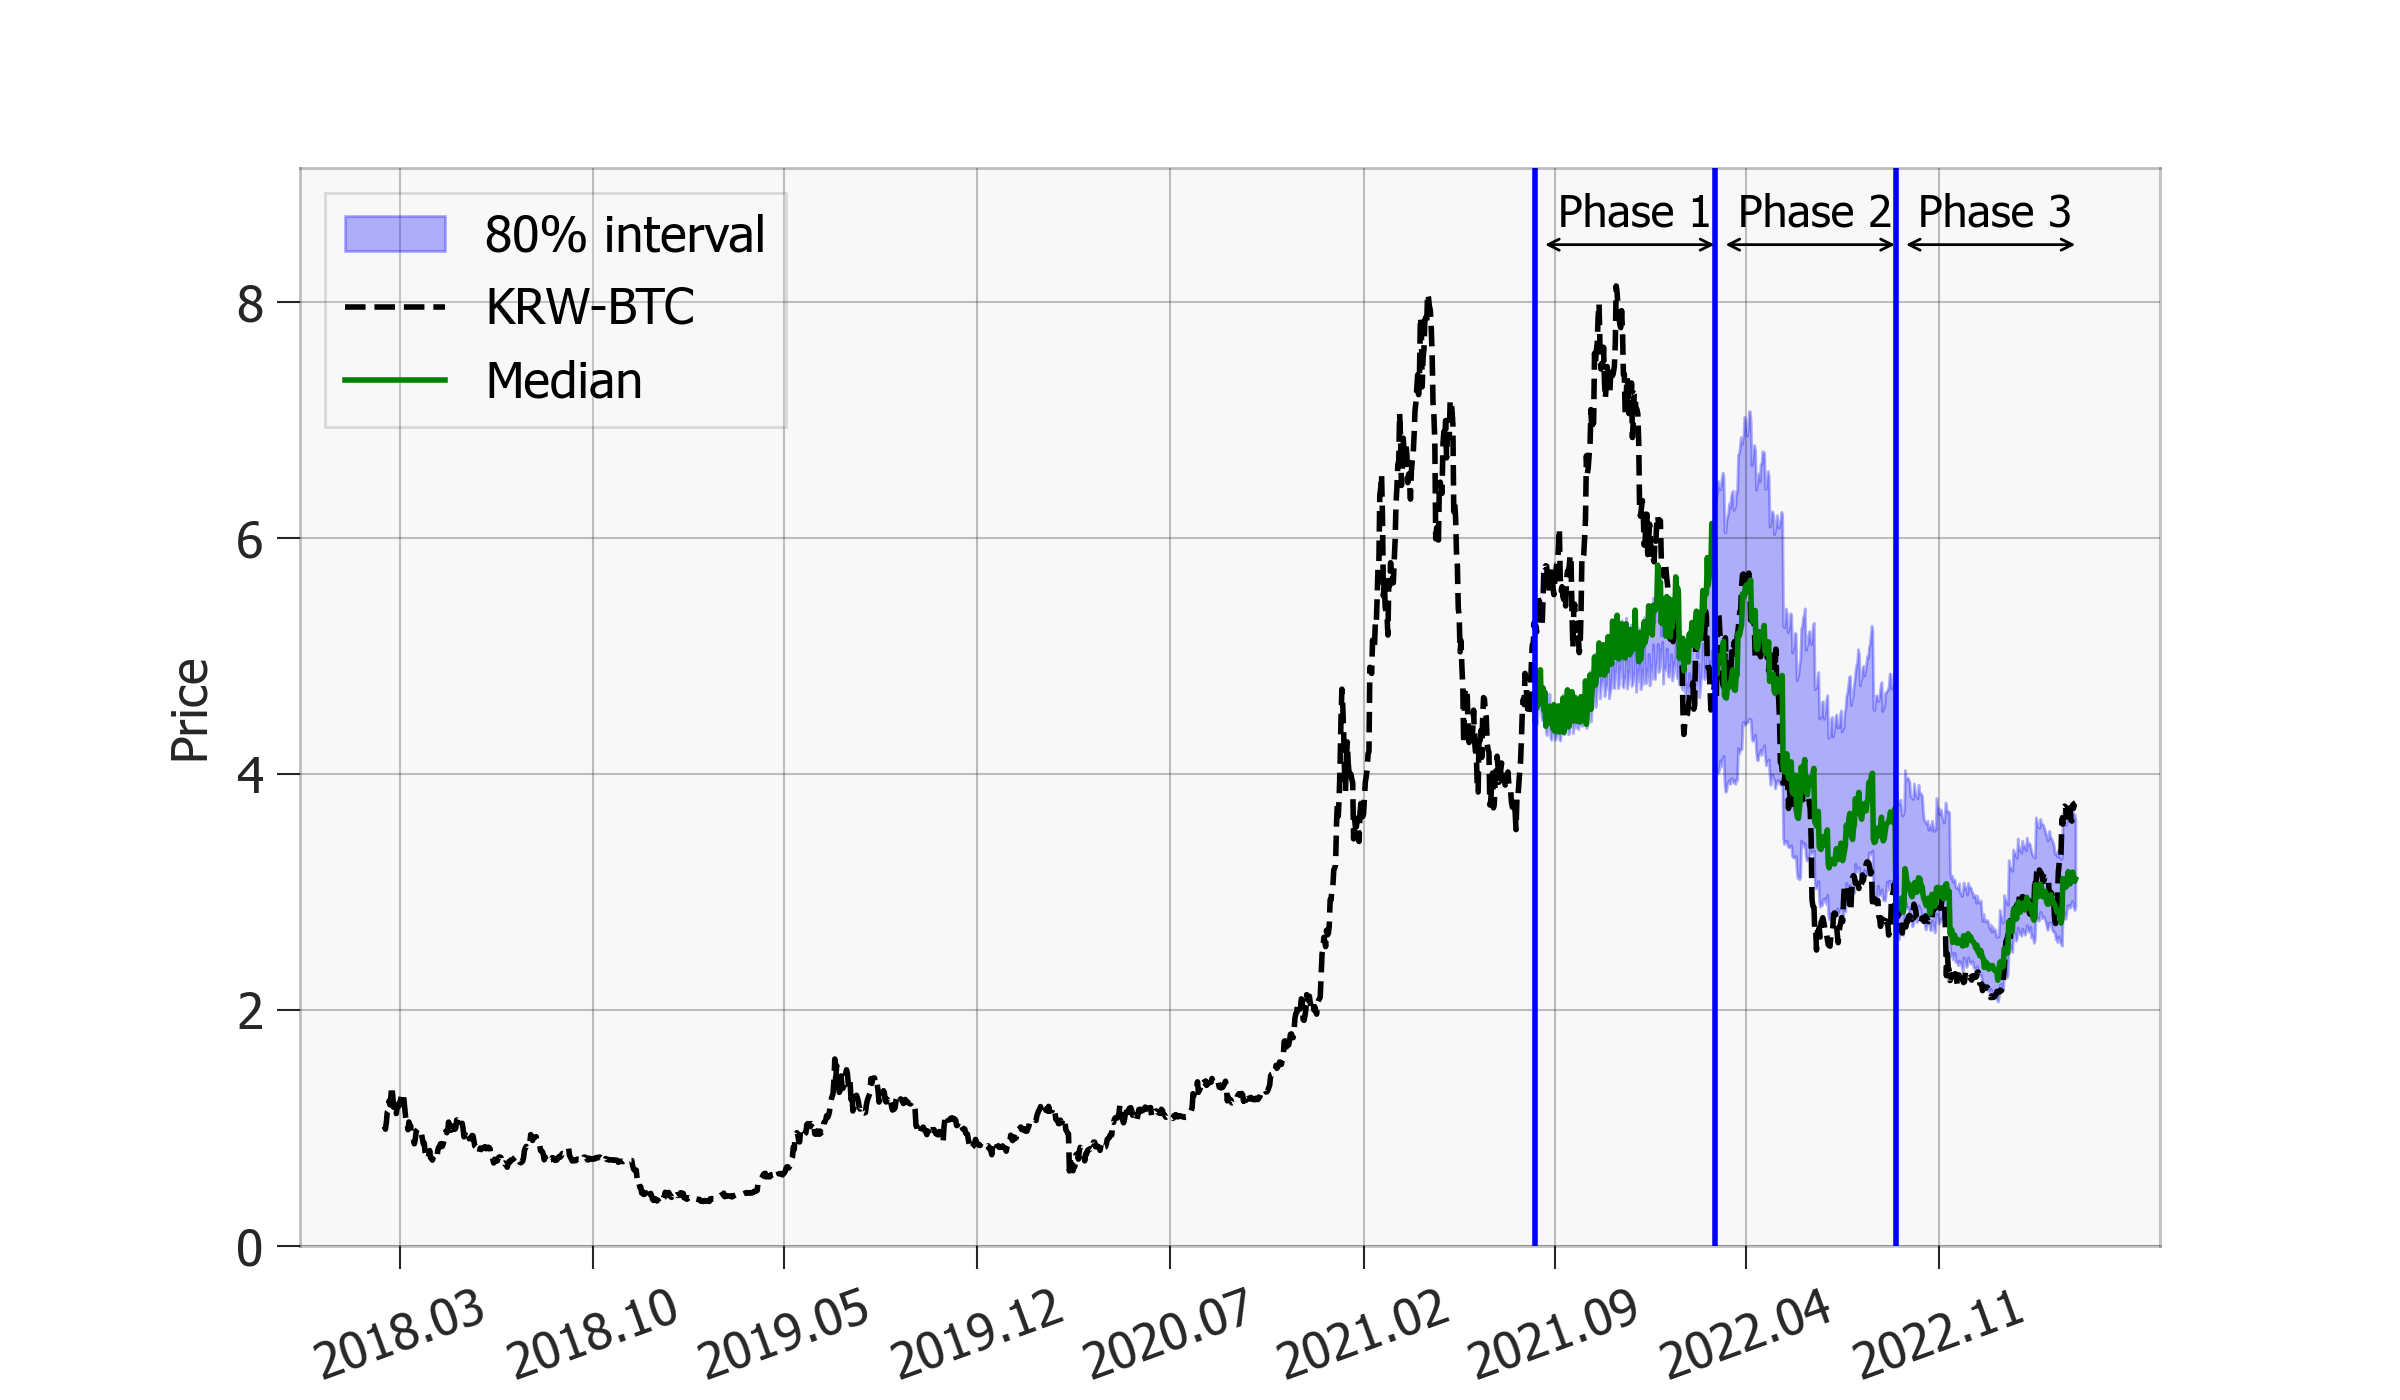 Phase 1
Phase 2
Phase 3
80% interval
KRW-BTC
Median
8
6
4
2
0
Price
2018.03
2018.10
2019.05
2019.12
2020.07
2021.02
2021.09
2022.04
2022.11